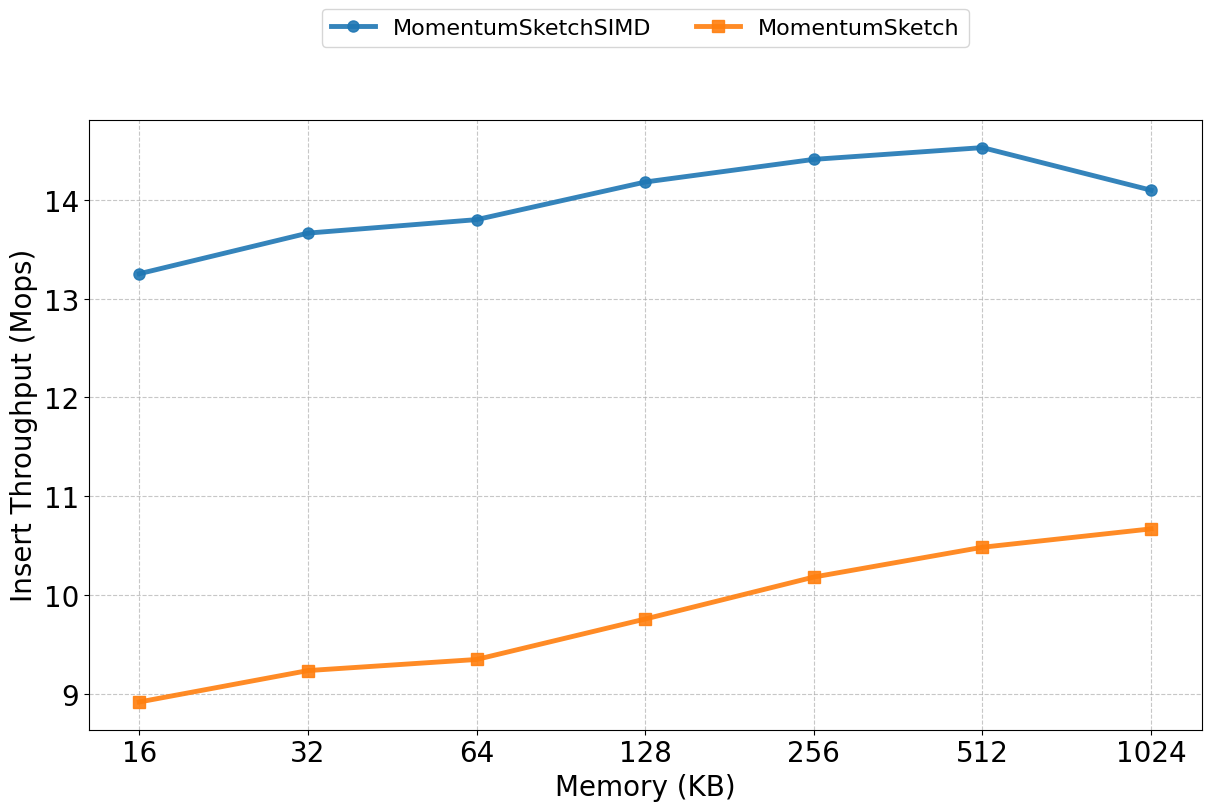 MomentumSketchSIMD MomentumSketch
Insert Throughput (Mops)
14
13
12
11
10
9
16 32 64 128 256 512 1024
Memory (KB)